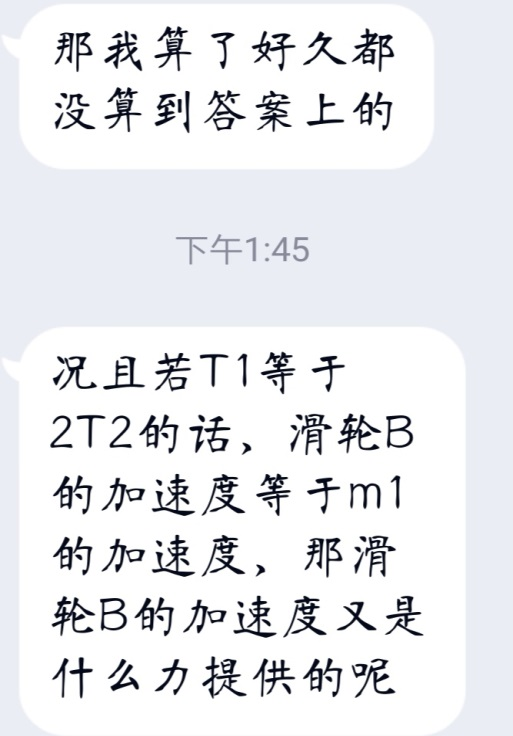 那我算了好久都
没算到答案上的
下午1:45
况且若T1等于
2T2的话、滑轮B
的加速度等于m1
的加速度、那滑
轮B的加速度又是
什么力提供的呢